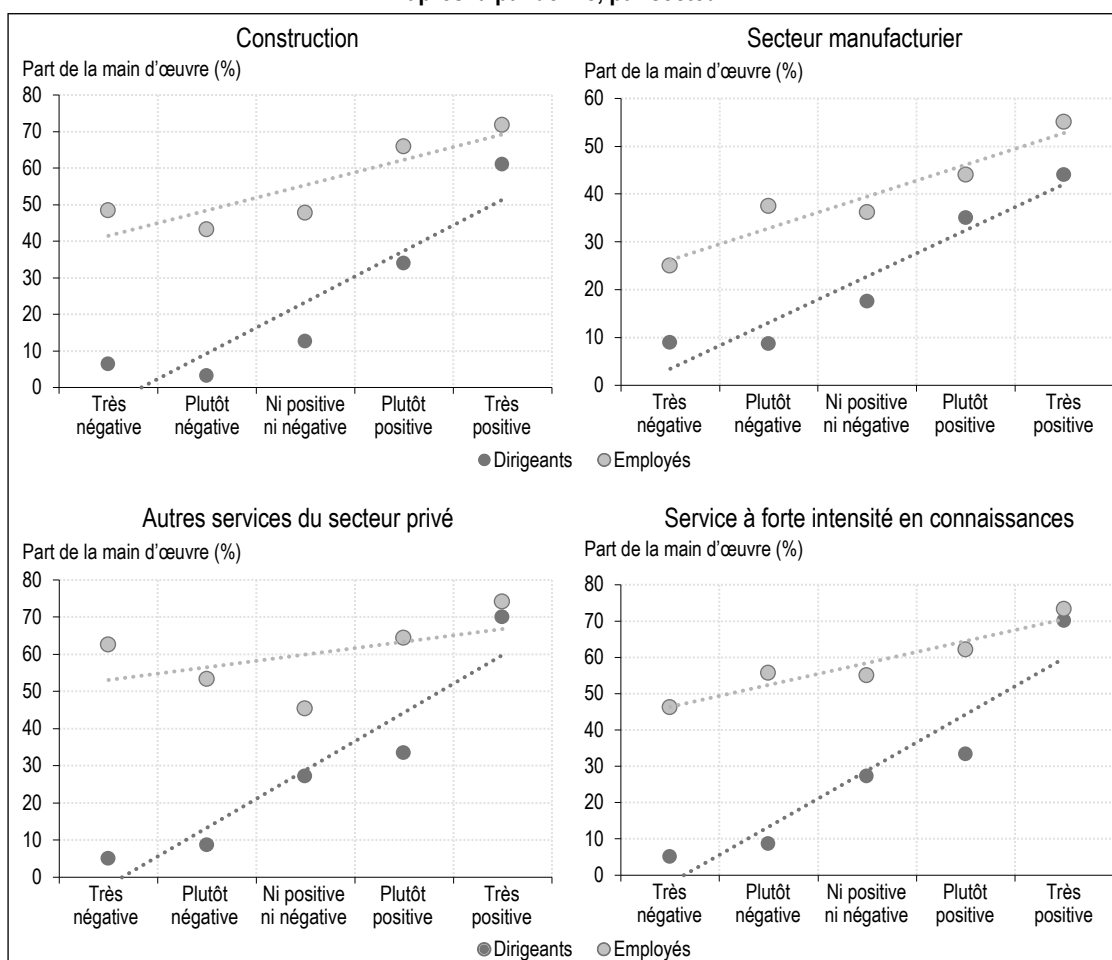 Construction
Part de la main d'œuvre (%)
80
70
60
50
40
30
20
10
0
Très négative
Plutôt négative
Ni positive ni négative
Plutôt positive
Très positive
Secteur manufacturier
Part de la main d'œuvre (%)
60
50
40
30
20
10
0
Très négative
Plutôt négative
Ni positive ni négative
Plutôt positive
Très positive
Dirigeants Employés
Autres services du secteur privé
Part de la main d'œuvre (%)
80
70
60
50
40
30
20
10
0
Très négative
Plutôt négative
Ni positive ni négative
Plutôt positive
Très positive
Service à forte intensité en connaissances
Part de la main d'œuvre (%)
80
70
60
50
40
30
20
10
0
Très négative
Plutôt négative
Ni positive ni négative
Plutôt positive
Très positive
Dirigeants Employés